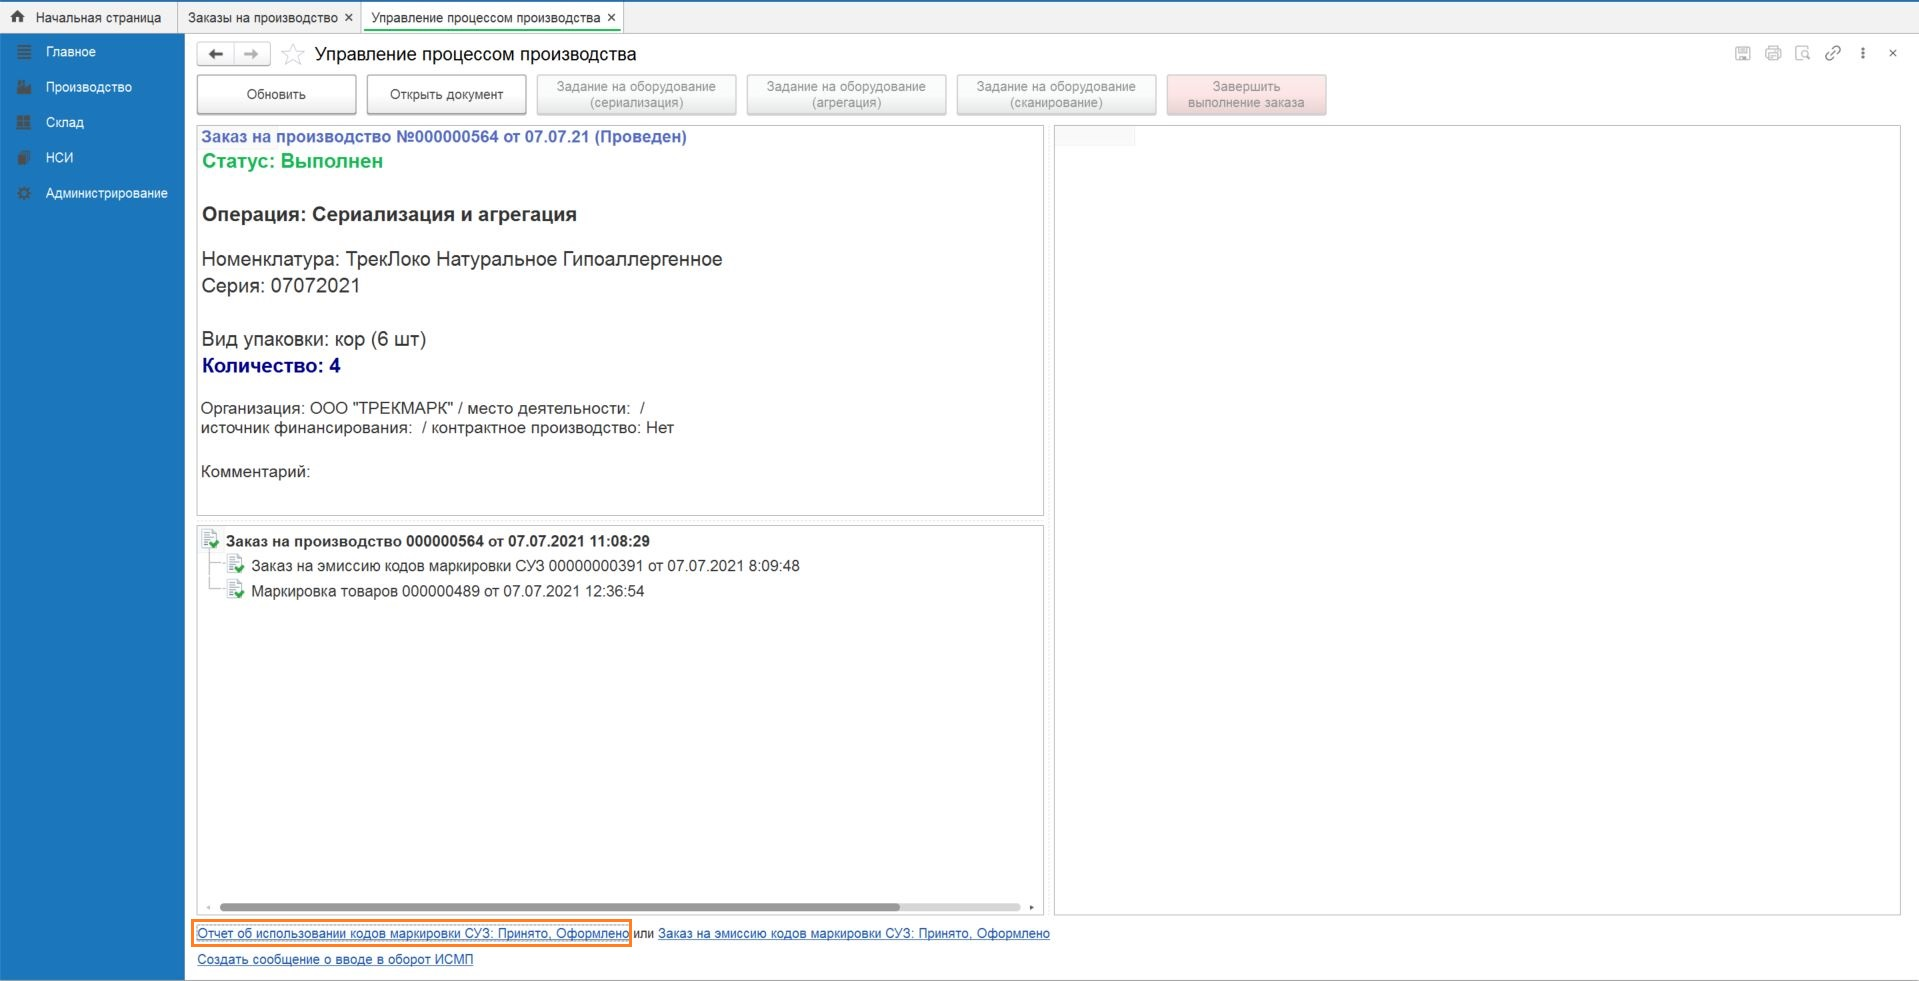 Начальная страница
Заказы на производство ×
Управление процессом производства ×
Главное
Производство
Склад
НСИ
Администрирование
Управление процессом производства
Обновить
Открыть документ
Задание на оборудование
(сериализация)
Задание на оборудование
(агрегация)
Задание на оборудование
(сканирование)
Завершить
выполнение заказа
Заказ на производство №000000564 от 07.07.21 (Проведен)
Статус: Выполнен
Операция: Сериализация и агрегация
Номенклатура: ТрекЛоко Натуральное Гипоаллергенное
Серия: 07072021
Вид упаковки: кор (6 шт)
Количество: 4
Организация: ООО "ТРЕКМАРК" / место деятельности: /
источник финансирования: / контрактное производство: Нет
Комментарий:
Заказ на производство 000000564 от 07.07.2021 11:08:29
Заказ на эмиссию кодов маркировки СУЗ 00000000391 от 07.07.2021 8:09:48
Маркировка товаров 000000489 от 07.07.2021 12:36:54
Отчет об использовании кодов маркировки СУЗ: Принято, Оформлено или Заказ на эмиссию кодов маркировки СУЗ: Принято, Оформлено
Создать сообщение о вводе в оборот ИСМП